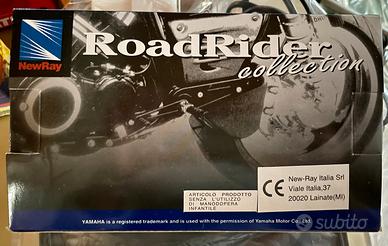 RoadRider
collection
NewRay
ARTICOLO PRODOTTO
SENZA L'UTILIZZO
DI MANODOPERA
INFANTILE
CE
New-Ray Italia Srl
Viale Italia,37
20020 Lainate(MI)
YAMAHA is a registered trademark and is used with the permission of Yamaha Motor Co., Ltd.
subito